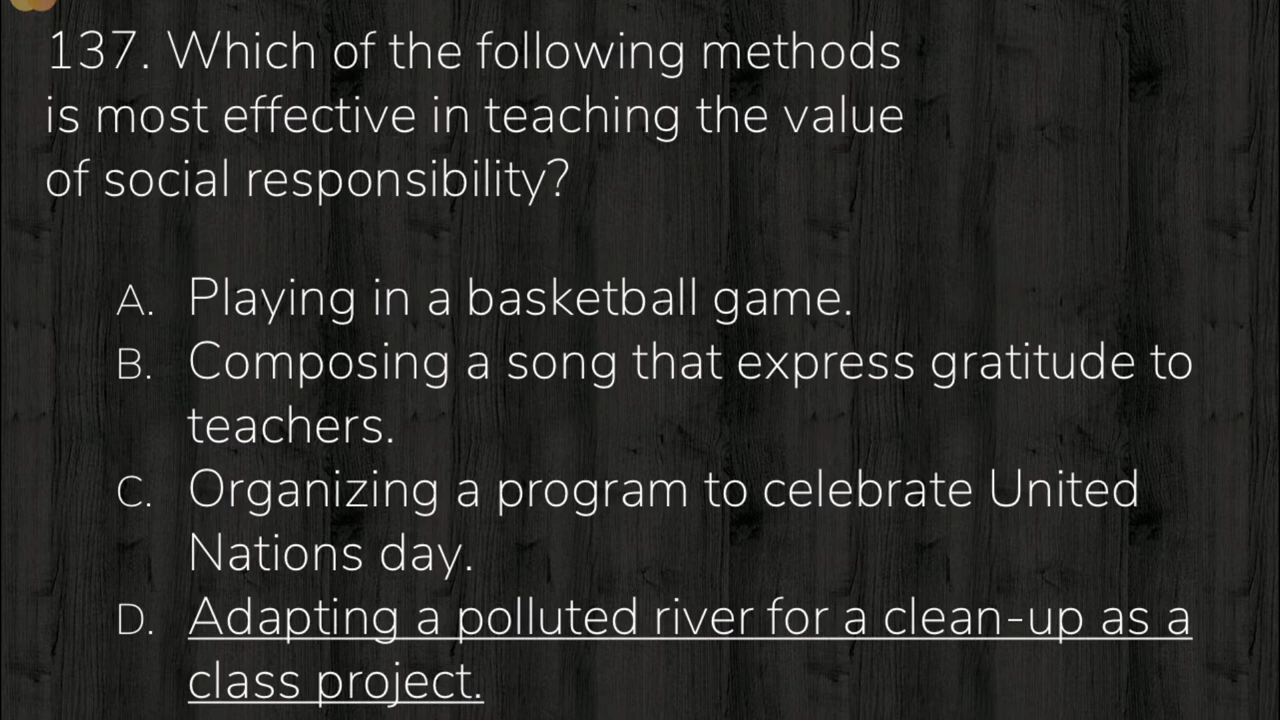 137. Which of the following methods
is most effective in teaching the value
of social responsibility?
A. Playing in a basketball game.
B. Composing a song that express gratitude to
teachers.
C. Organizing a program to celebrate United
Nations day.
D. Adapting a polluted river for a clean-up as a
class project.